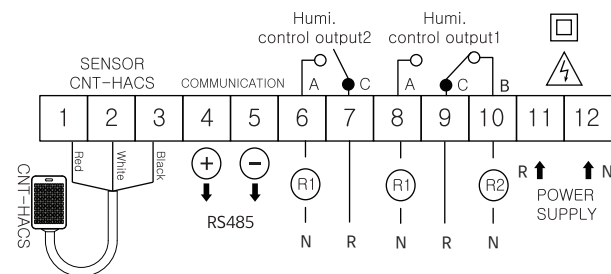 Humi.
control output2
Humi.
control output1
SENSOR
CNT-HACS
COMMUNICATION
A
C
A
C
B
1
2
3
4
5
6
7
8
9
10
11
12
Red
White
Black
+
−
R1
R1
R2
R
N
CNT-HACS
RS485
POWER
SUPPLY
N
R
N
R
N